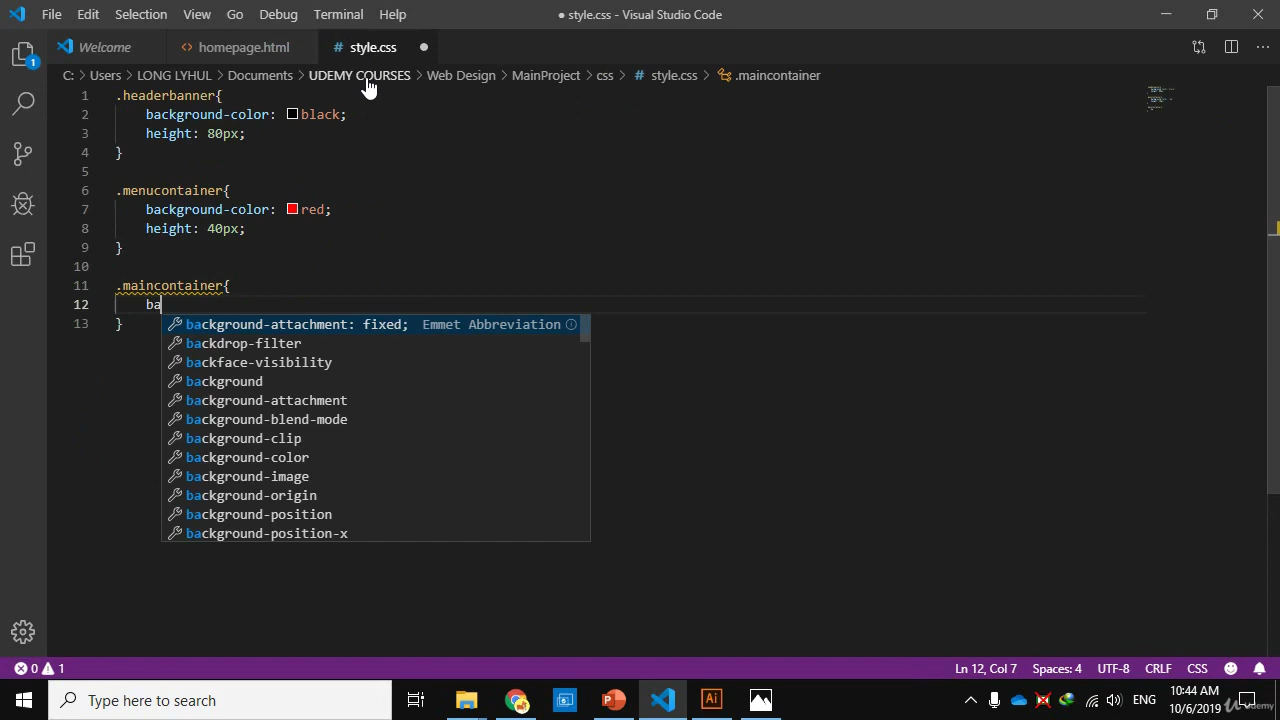 File Edit Selection View Go Debug Terminal Help
● style.css - Visual Studio Code
Welcome
homepage.html
style.css
C: > Users > LONG LYHUL > Documents > UDEMY COURSES > Web Design > MainProject > css > style.css > .maincontainer
1 .headerbanner{
2 background-color: black;
3 height: 80px;
4 }
5
6 .menucontainer{
7 background-color: red;
8 height: 40px;
9 }
10
11 .maincontainer{
12 ba
13 }
background-attachment: fixed; Emmet Abbreviation
backdrop-filter
backface-visibility
background
background-attachment
background-blend-mode
background-clip
background-color
background-image
background-origin
background-position
background-position-x
1
0 1
Ln 12, Col 7 Spaces: 4 UTF-8 CRLF CSS
Type here to search
Ai
ENG
10:44 AM
10/6/2019
Udemy